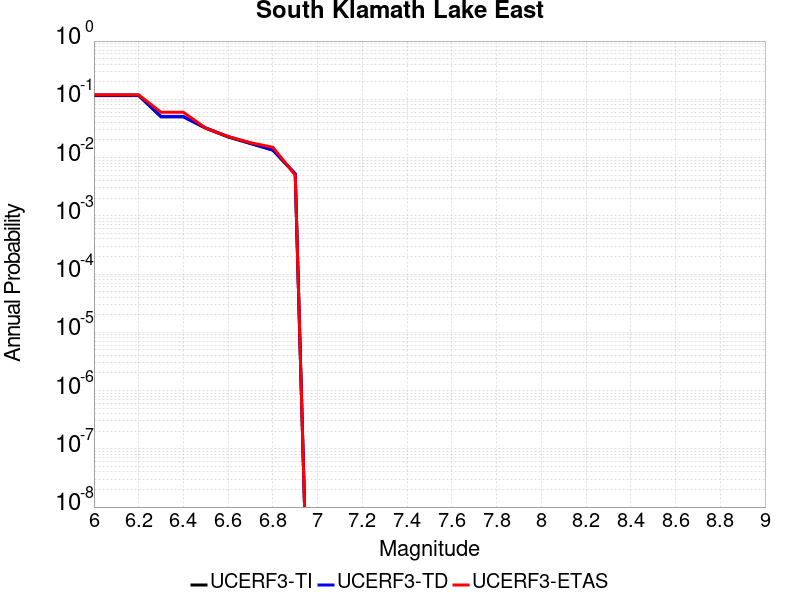 South Klamath Lake East
10^0
10^-1
10^-2
10^-3
10^-4
10^-5
10^-6
10^-7
10^-8
Annual Probability
6 6.2 6.4 6.6 6.8 7 7.2 7.4 7.6 7.8 8 8.2 8.4 8.6 8.8 9
Magnitude
UCERF3-TI UCERF3-TD UCERF3-ETAS